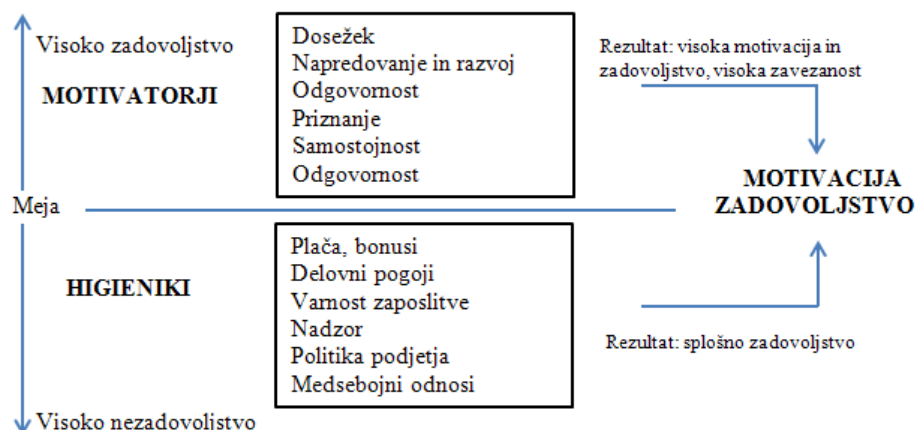 Visoko zadovoljstvo
MOTIVATORJI
Dosežek
Napredovanje in razvoj
Odgovornost
Priznanje
Samostojnost
Odgovornost
Rezultat: visoka motivacija in
zadovoljstvo, visoka zavezanost
Meja
MOTIVACIJA
ZADOVOLJSTVO
HIGIENIKI
Plača, bonusi
Delovni pogoji
Varnost zaposlitve
Nadzor
Politika podjetja
Medsebojni odnosi
Rezultat: splošno zadovoljstvo
Visoko nezadovoljstvo